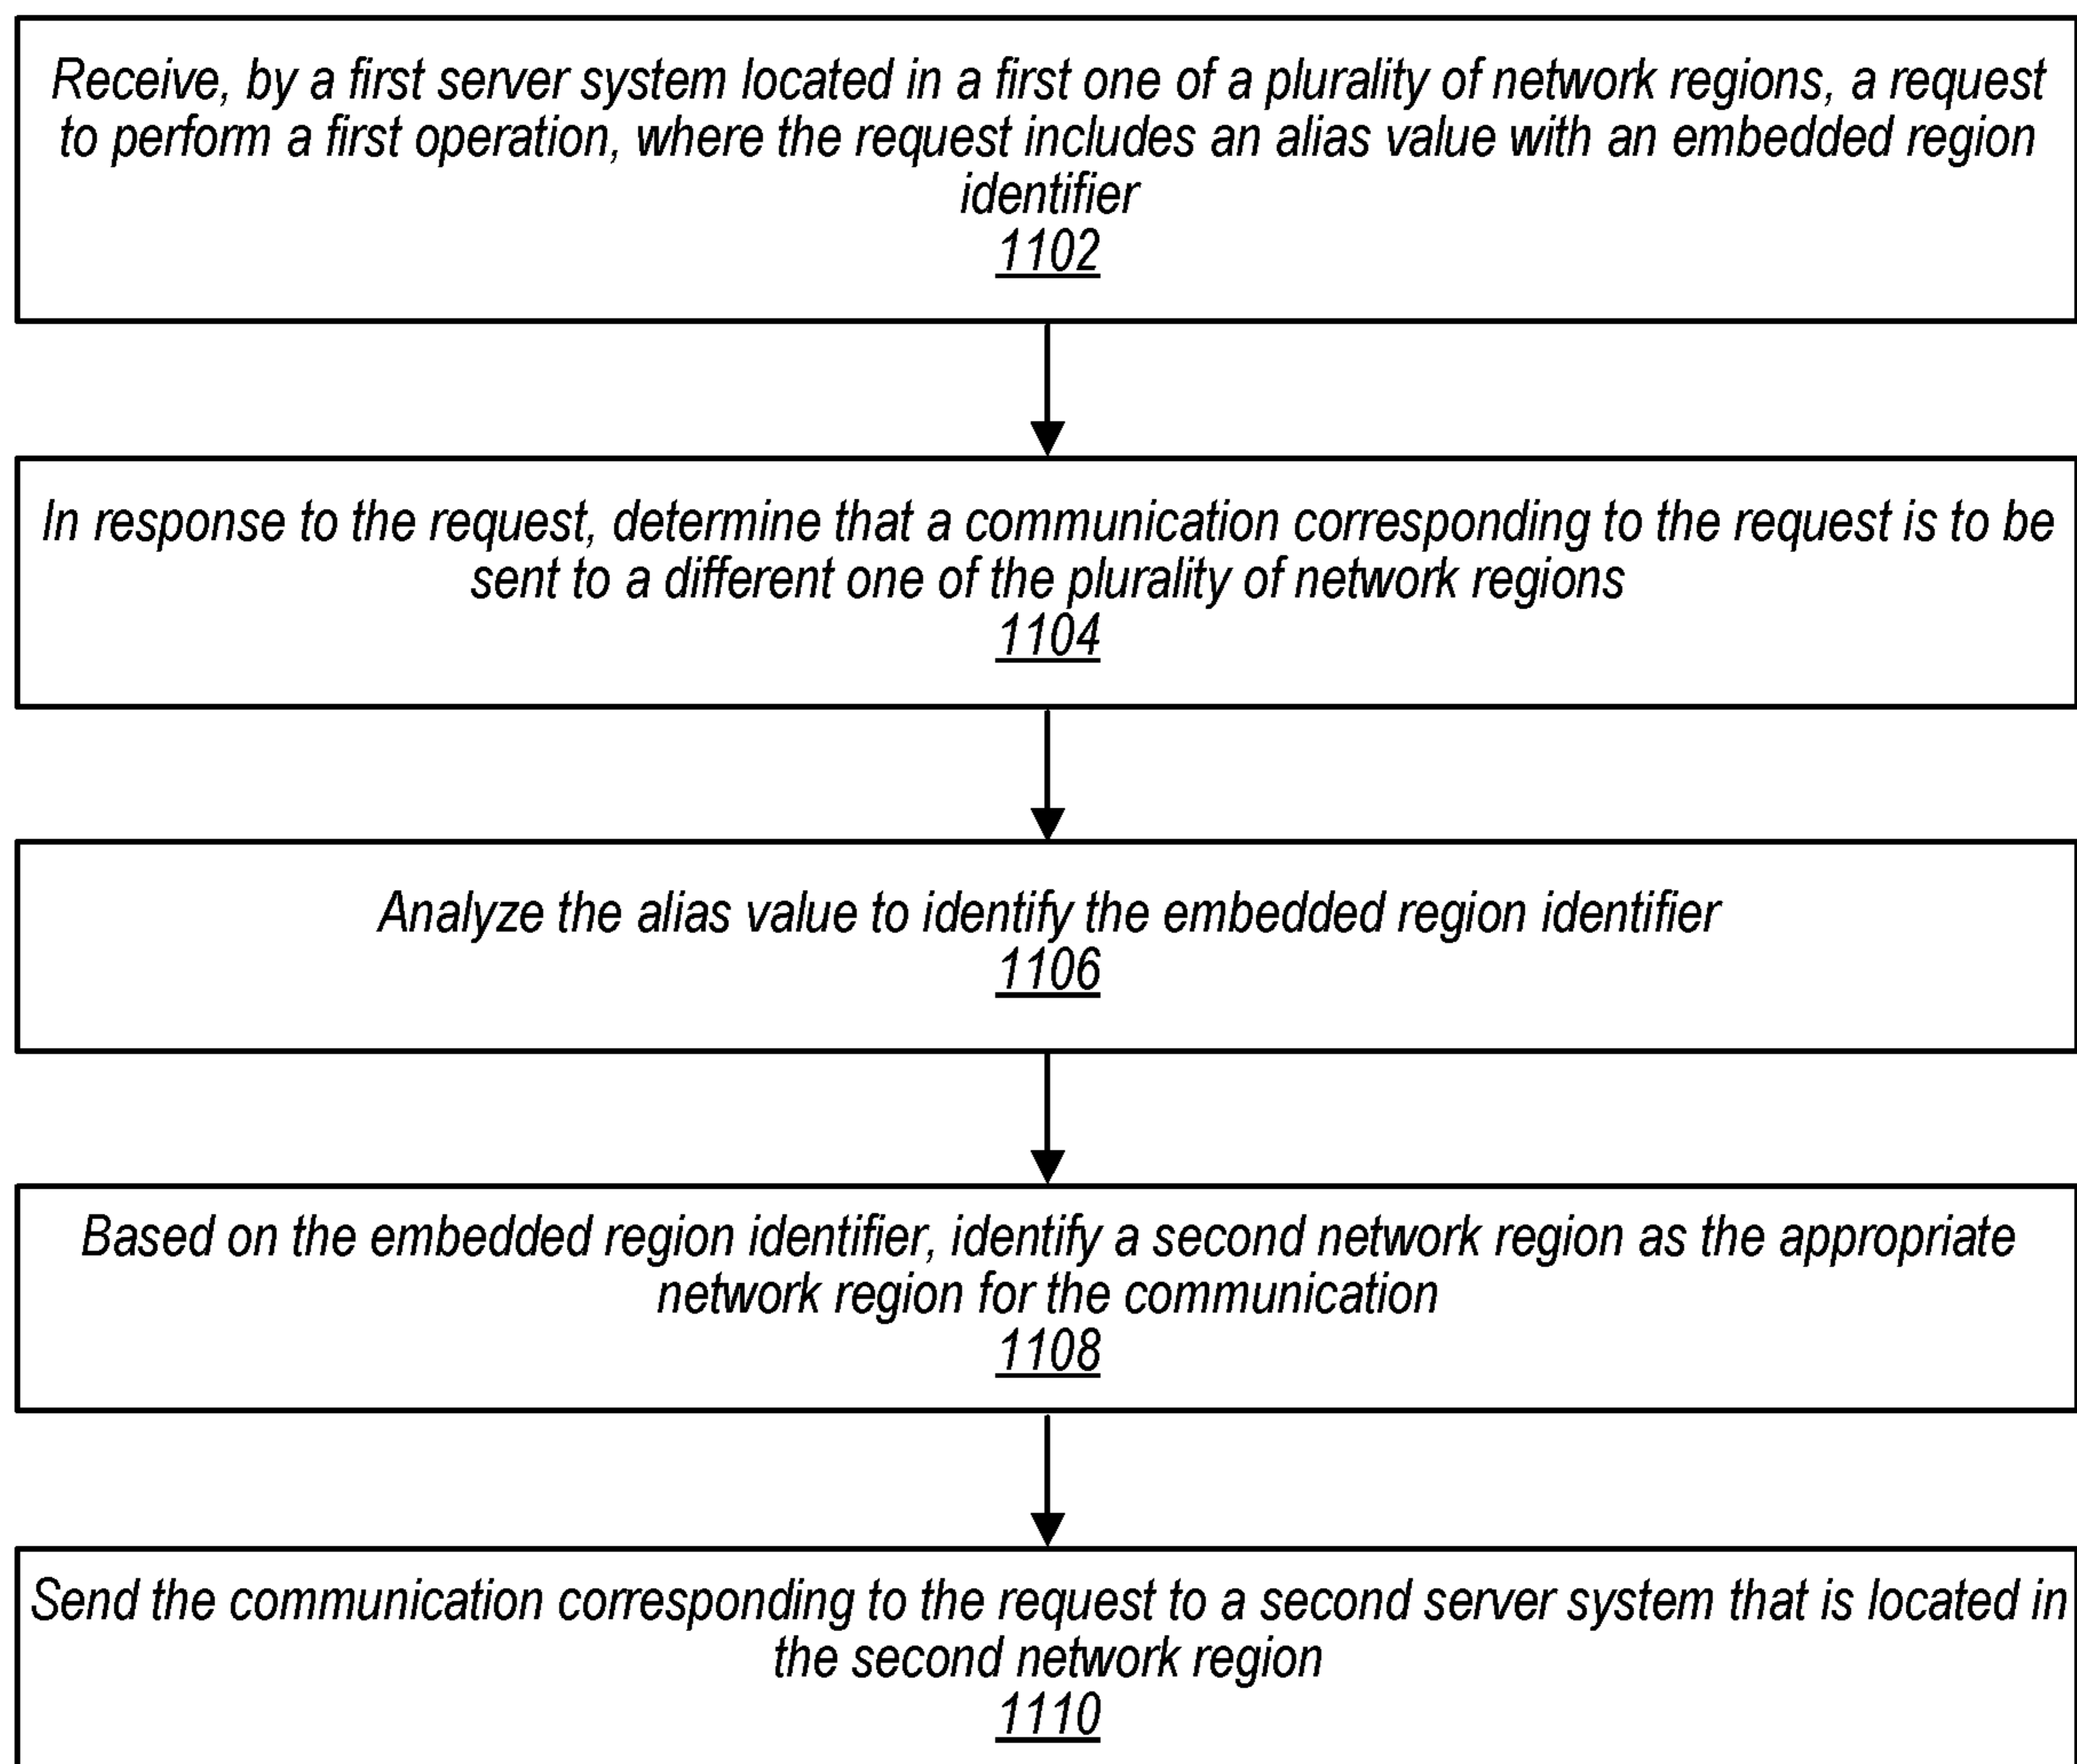 Receive, by a first server system located in a first one of a plurality of network regions, a request
to perform a first operation, where the request includes an alias value with an embedded region
identifier
1102
In response to the request, determine that a communication corresponding to the request is to be
sent to a different one of the plurality of network regions
1104
Analyze the alias value to identify the embedded region identifier
1106
Based on the embedded region identifier, identify a second network region as the appropriate
network region for the communication
1108
Send the communication corresponding to the request to a second server system that is located in
the second network region
1110